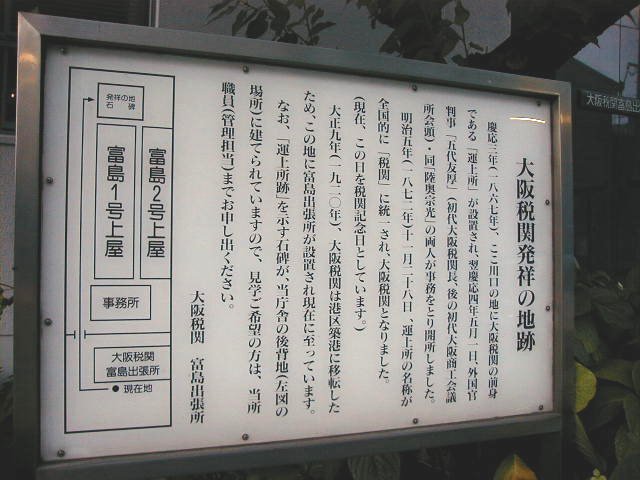 大阪税関発祥の地跡
慶応三年(一八六七年)、ここ川口の地に大阪税関の前身
である「運上所」が設置され、翌慶応四年五月一日、外国官
判事「五代友厚」(初代大阪税関長、後の初代大阪商工会議
所会頭)・同「陸奥宗光」の両人が事務をとり開所しました。
明治五年(一八七二年)十一月二十八日、運上所の名称が
全国的に「税関」に統一され、大阪税関となりました。
(現在、この日を税関記念日としています。)
大正九年(一九二〇年)、大阪税関は港区築港に移転した
ため、この地に富島出張所が設置され現在に至っています。
なお、「運上所跡」を示す石碑が、当庁舎の後背地(左図の
場所)に建てられていますので、見学ご希望の方は、当所
職員(管理担当)までお申し出ください。
大阪税関 富島出張所
発祥の地
石碑
富島1号上屋
富島2号上屋
事務所
大阪税関
富島出張所
●現在地
大阪税関富島出